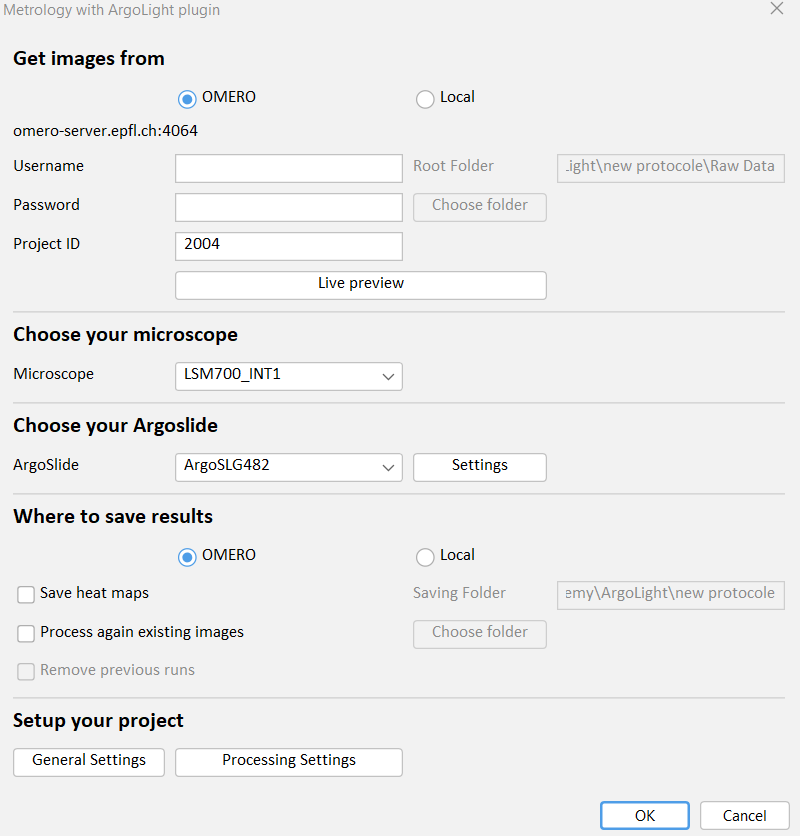 Metrology with ArgoLight plugin
Get images from
OMERO Local
omero-server.epfl.ch:4064
Username Root Folder .ight\new protocole\Raw Data
Password Choose folder
Project ID 2004
Live preview
Choose your microscope
Microscope LSM700_INT1
Choose your Argoslide
ArgoSlide ArgoSLG482 Settings
Where to save results
OMERO Local
Save heat maps Saving Folder emy\ArgoLight\new protocole
Process again existing images Choose folder
Remove previous runs
Setup your project
General Settings Processing Settings
OK Cancel